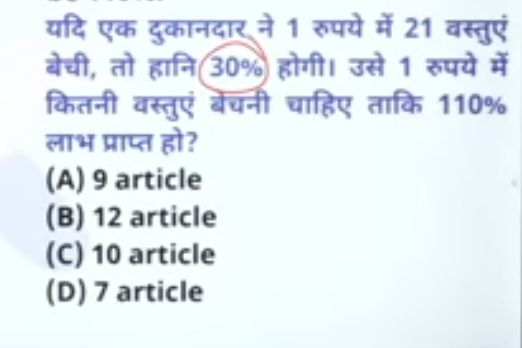 यदि एक दुकानदार ने 1 रुपये में 21 वस्तुएं
बेची, तो हानि 30% होगी। उसे 1 रुपये में
कितनी वस्तुएं बेचनी चाहिए ताकि 110%
लाभ प्राप्त हो?
(A) 9 article
(B) 12 article
(C) 10 article
(D) 7 article